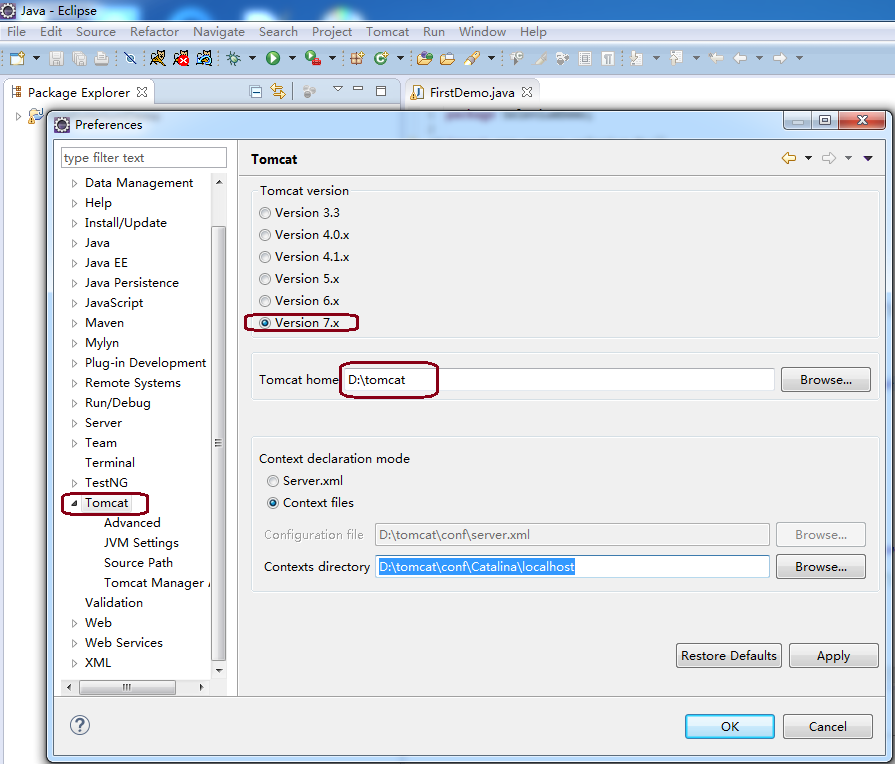 Java - Eclipse
File Edit Source Refactor Navigate Search Project Tomcat Run Window Help
Package Explorer
FirstDemo.java
Preferences
type filter text
Data Management
Help
Install/Update
Java
Java EE
Java Persistence
JavaScript
Maven
Mylyn
Plug-in Development
Remote Systems
Run/Debug
Server
Team
Terminal
TestNG
Tomcat
Advanced
JVM Settings
Source Path
Tomcat Manager
Validation
Web
Web Services
XML
Tomcat
Tomcat version
Version 3.3
Version 4.0.x
Version 4.1.x
Version 5.x
Version 6.x
Version 7.x
Tomcat home D:\tomcat Browse...
Context declaration mode
Server.xml
Context files
Configuration file D:\tomcat\conf\server.xml Browse...
Contexts directory D:\tomcat\conf\Catalina\localhost Browse...
Restore Defaults Apply
OK Cancel